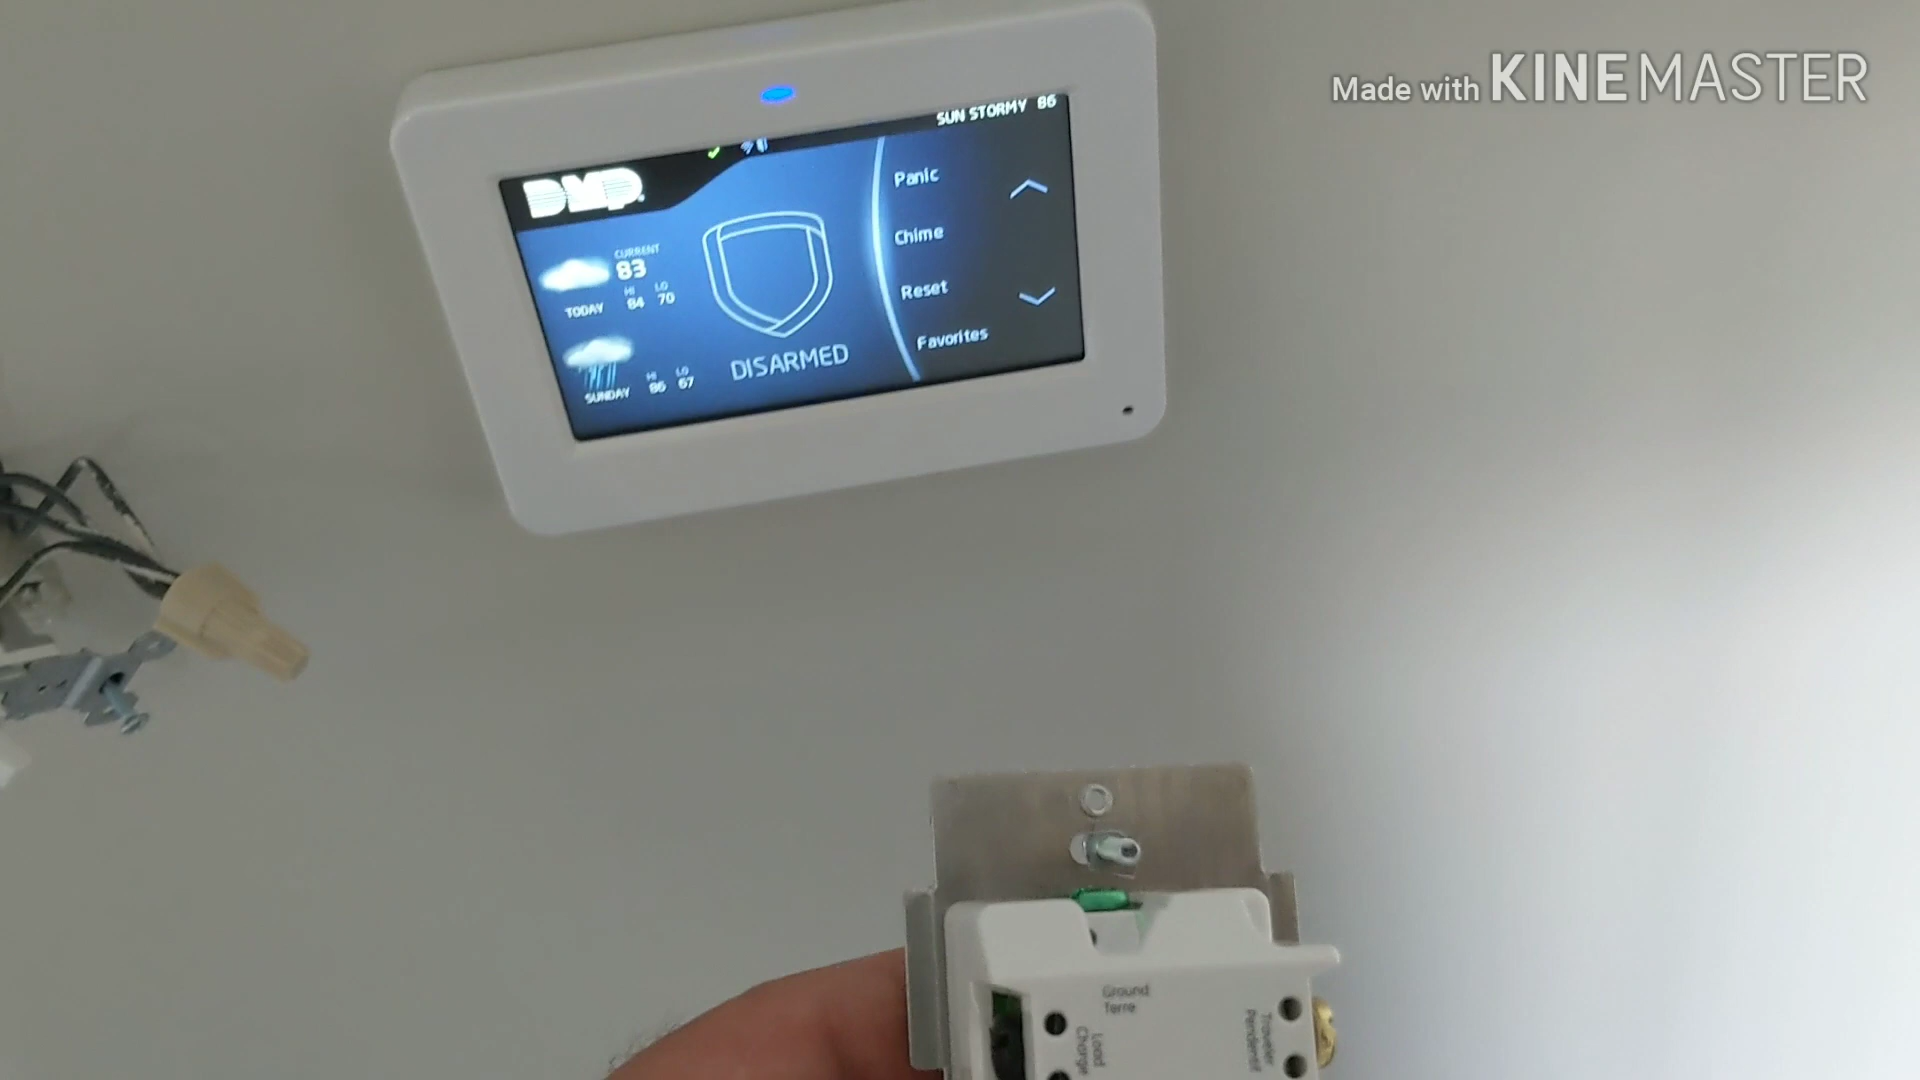 Made with KINEMASTER
SUN STORMY 86
DMP
CURRENT
83
HI LO
84 70
TODAY
HI LO
86 67
SUNDAY
DISARMED
Panic
Chime
Reset
Favorites
Ground
Terre
Load
Charge
Traveler
Pendentif